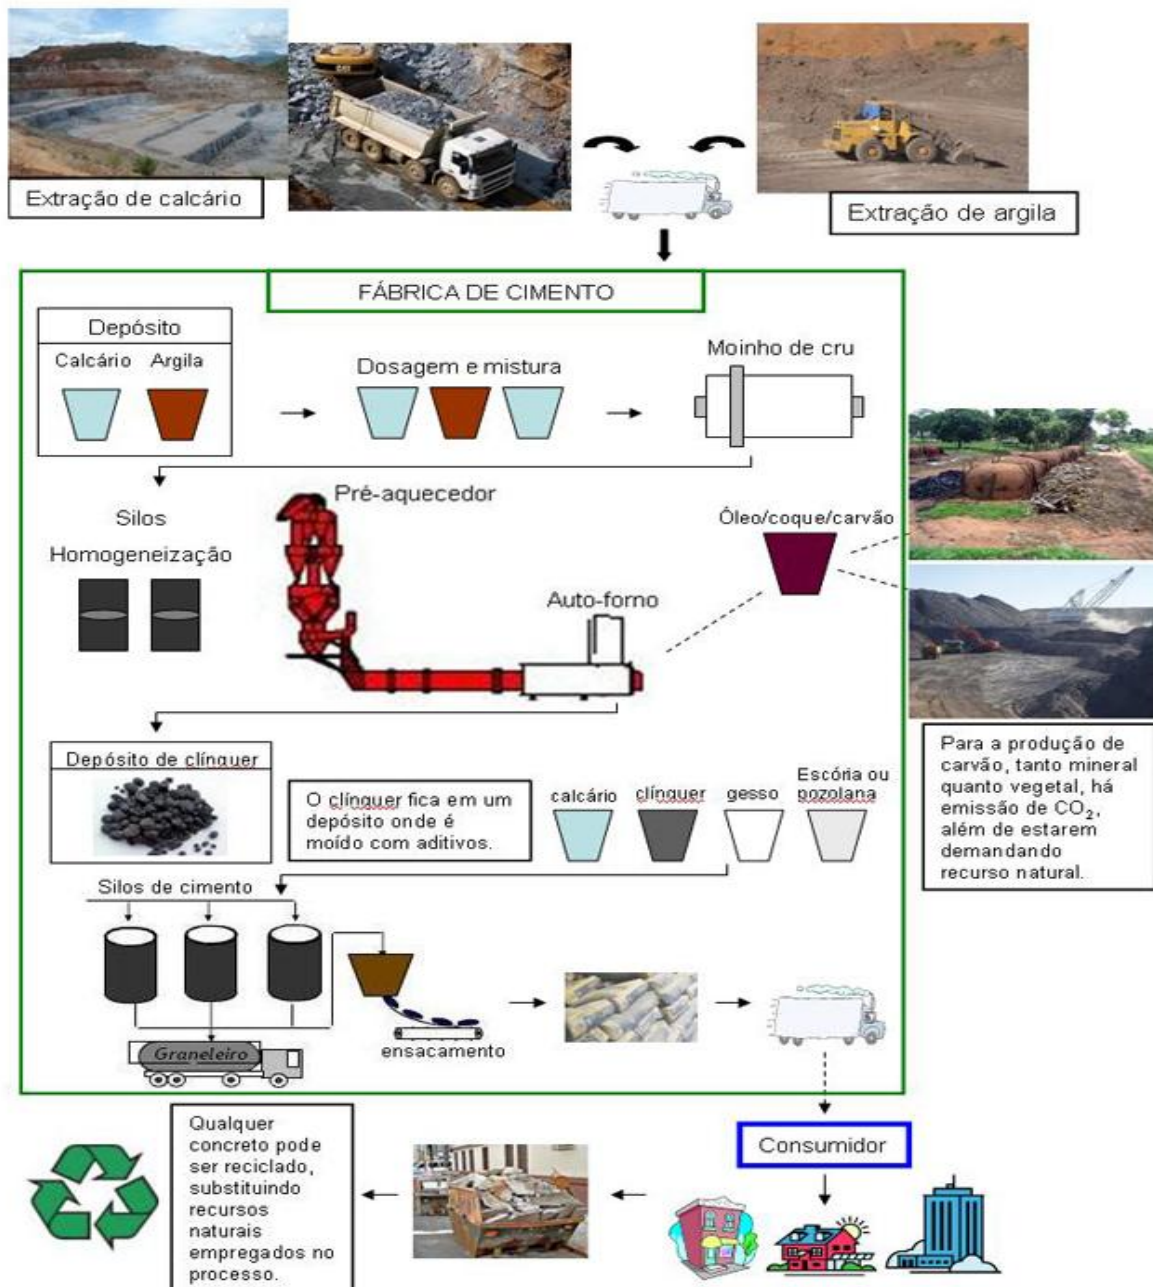 Extração de calcário
Extração de argila
FÁBRICA DE CIMENTO
Depósito
Calcário Argila
Dosagem e mistura
Moinho de cru
Silos
Homogeneização
Pré-aquecedor
Auto-forno
Óleo/coque/carvão
Para a produção de
carvão, tanto mineral
quanto vegetal, há
emissão de CO₂,
além de estarem
demandando
recurso natural.
Depósito de clínquer
O clínquer fica em um
depósito onde é
moído com aditivos.
calcário
clínquer
gesso
Escória ou
pozolana
Silos de cimento
Graneleiro
ensacamento
Consumidor
Qualquer
concreto pode
ser reciclado,
substituindo
recursos
naturais
empregados no
processo.